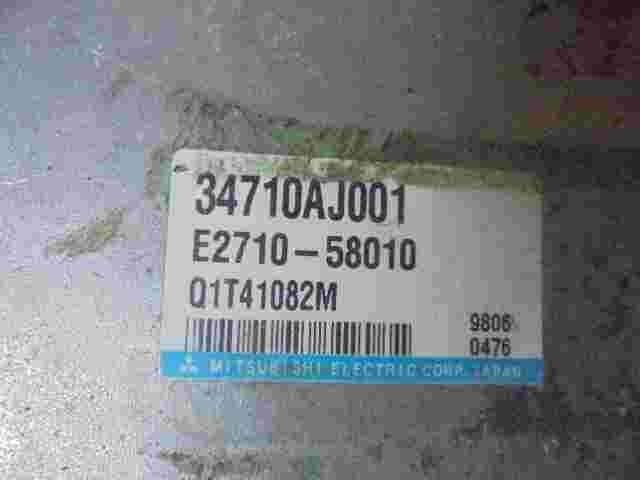 34710AJ001
E2710-58010
Q1T41082M
9806
0476
MITSUBISHI ELECTRIC CORP. JAPAN